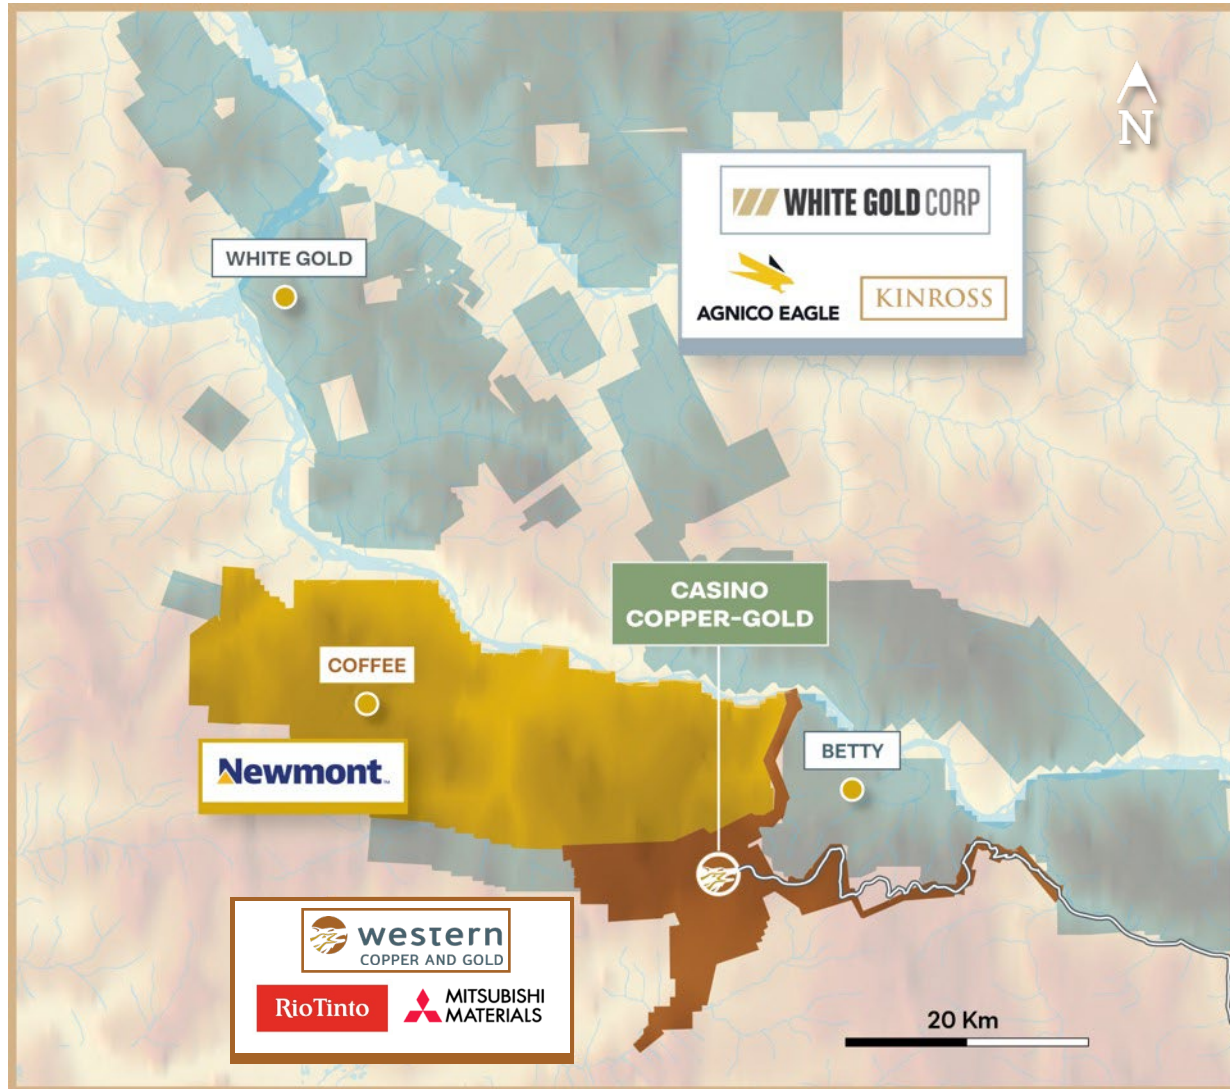 N
WHITE GOLD CORP
AGNICO EAGLE
KINROSS
WHITE GOLD
CASINO
COPPER-GOLD
COFFEE
Newmont™
BETTY
western
COPPER AND GOLD
RioTinto
MITSUBISHI
MATERIALS
20 Km